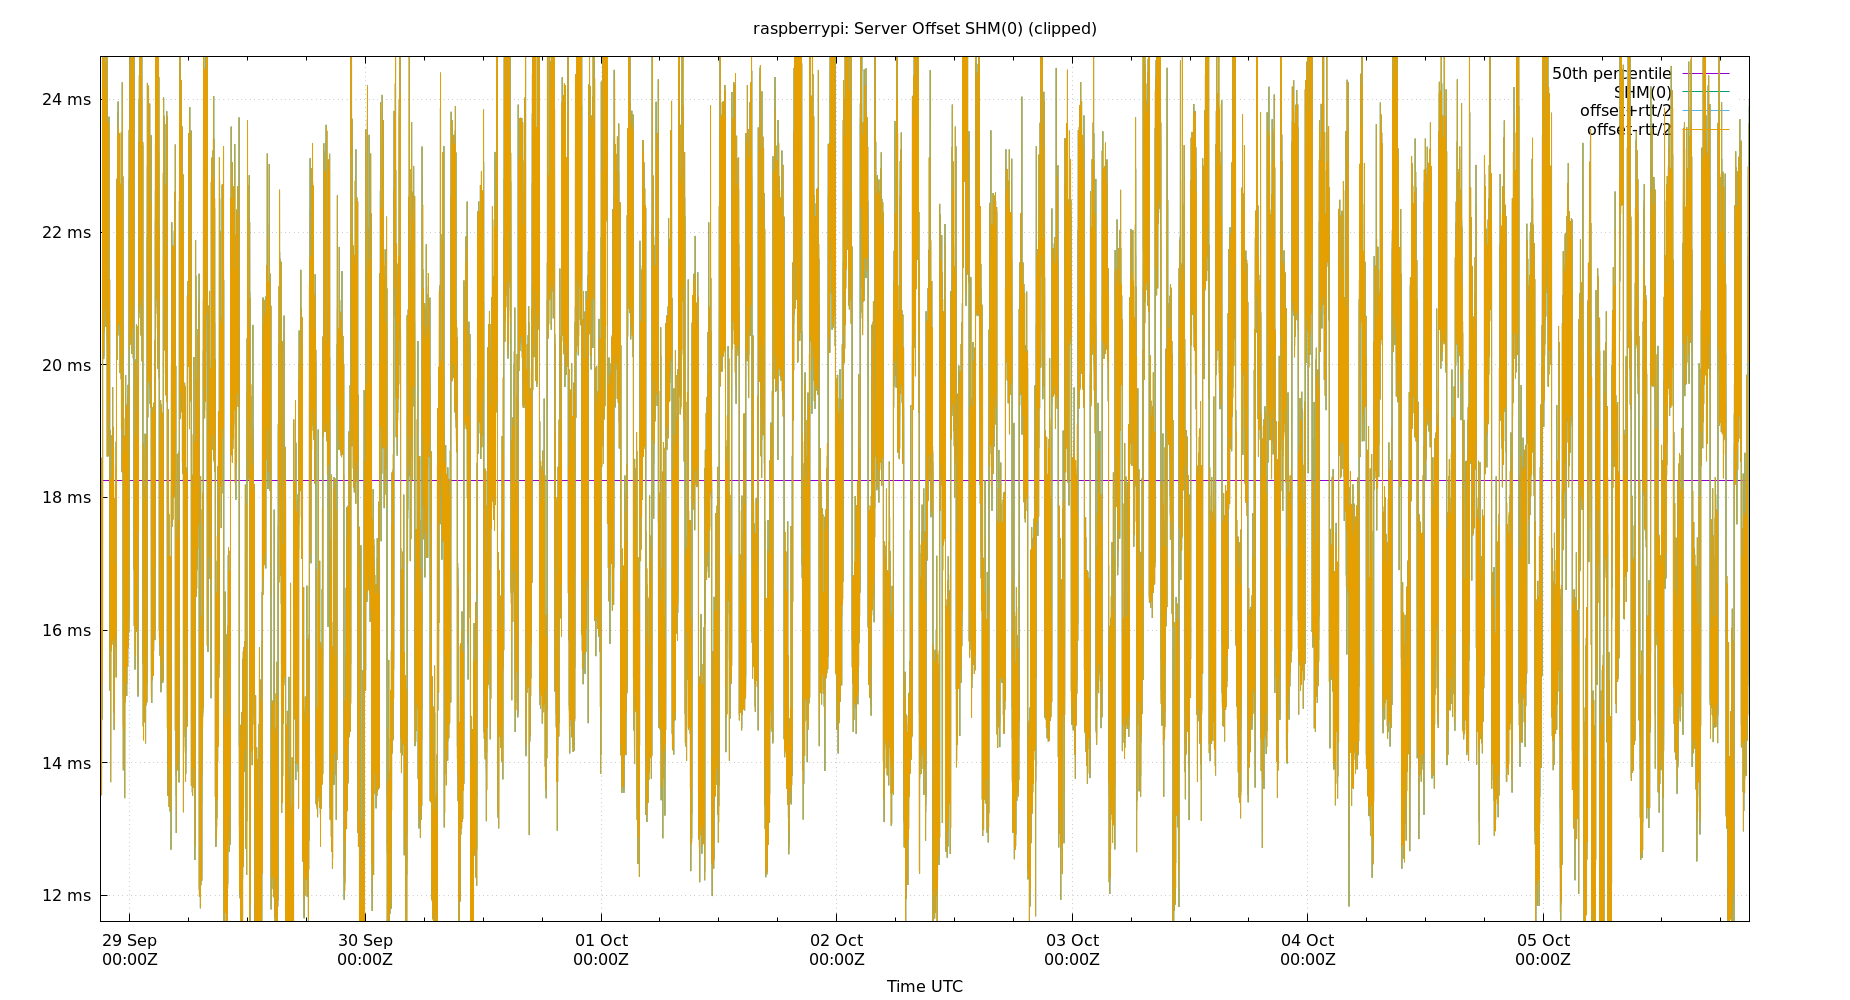 raspberrypi: Server Offset SHM(0) (clipped)
50th percentile
SHM(0)
offset+rtt/2
offset-rtt/2
24 ms
22 ms
20 ms
18 ms
16 ms
14 ms
12 ms
29 Sep 30 Sep 01 Oct 02 Oct 03 Oct 04 Oct 05 Oct
00:00Z 00:00Z 00:00Z 00:00Z 00:00Z 00:00Z 00:00Z
Time UTC